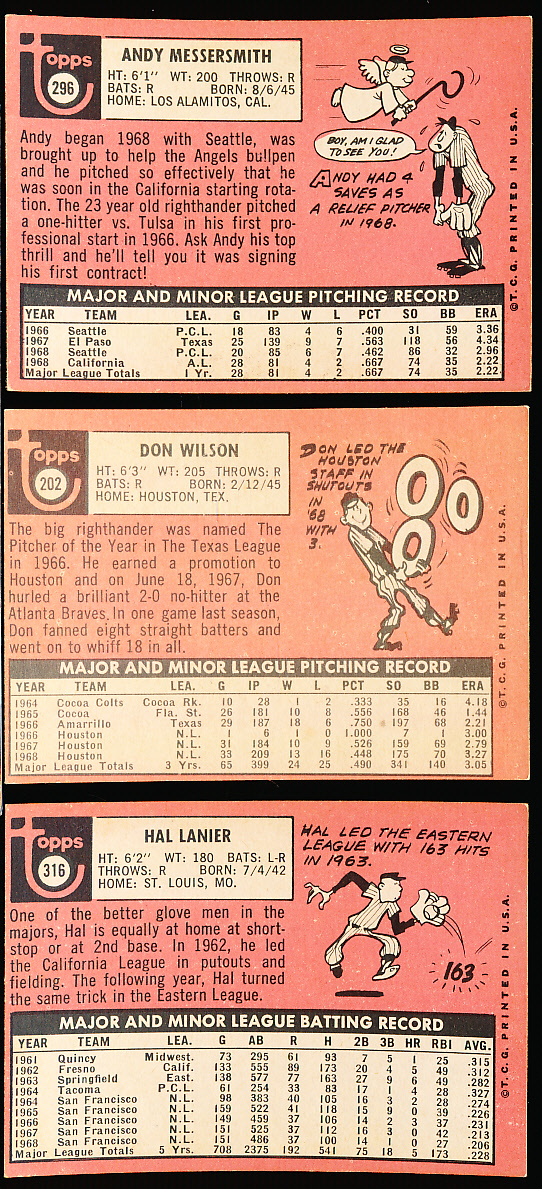 topps
296
ANDY MESSERSMITH
HT: 6'1" WT: 200 THROWS: R
BATS: R BORN: 8/6/45
HOME: LOS ALAMITOS, CAL.
Andy began 1968 with Seattle, was
brought up to help the Angels bullpen
and he pitched so effectively that he
was soon in the California starting rota-
tion. The 23 year old righthander pitched
a one-hitter vs. Tulsa in his first pro-
fessional start in 1966. Ask Andy his top
thrill and he'll tell you it was signing
his first contract!
BOY, AM I GLAD
TO SEE YOU!
ANDY HAD 4
SAVES AS
A RELIEF PITCHER
IN 1968.
MAJOR AND MINOR LEAGUE PITCHING RECORD
YEAR TEAM LEA. G IP W L PCT SO BB ERA
1966 Seattle P.C.L. 18 83 4 6 .400 31 59 3.36
1967 El Paso Texas 25 139 9 7 .563 118 56 4.34
1968 Seattle P.C.L. 20 85 6 7 .462 86 32 2.96
1968 California A.L. 28 81 4 2 .667 74 35 2.22
Major League Totals 1 Yr. 28 81 4 2 .667 74 35 2.22
©T.C.G. PRINTED IN U.S.A.
topps
202
DON WILSON
HT: 6'3" WT: 205 THROWS: R
BATS: R BORN: 2/12/45
HOME: HOUSTON, TEX.
The big righthander was named The
Pitcher of the Year in The Texas League
in 1966. He earned a promotion to
Houston and on June 18, 1967, Don
hurled a brilliant 2-0 no-hitter at the
Atlanta Braves. In one game last season,
Don fanned eight straight batters and
went on to whiff 18 in all.
DON LED THE
HOUSTON
STAFF IN
SHUTOUTS
IN
'68
WITH
3.
0
0
0
MAJOR AND MINOR LEAGUE PITCHING RECORD
YEAR TEAM LEA. G IP W L PCT SO BB ERA
1964 Cocoa Colts Cocoa Rk. 10 28 1 2 .333 35 16 4.18
1965 Cocoa Fla. St. 26 181 10 8 .556 168 46 1.44
1966 Amarillo Texas 29 187 18 6 .750 197 68 2.21
1966 Houston N.L. 1 6 1 0 1.000 7 1 3.00
1967 Houston N.L. 31 184 10 9 .526 159 69 2.79
1968 Houston N.L. 33 209 13 16 .448 175 70 3.27
Major League Totals 3 Yrs. 65 399 24 25 .490 341 140 3.05
©T.C.G. PRINTED IN U.S.A.
topps
316
HAL LANIER
HT: 6'2" WT: 180 BATS: L-R
THROWS: R BORN: 7/4/42
HOME: ST. LOUIS, MO.
One of the better glove men in the
majors, Hal is equally at home at short-
stop or at 2nd base. In 1962, he led
the California League in putouts and
fielding. The following year, Hal turned
the same trick in the Eastern League.
HAL LED THE EASTERN
LEAGUE WITH 163 HITS
IN 1963.
163
MAJOR AND MINOR LEAGUE BATTING RECORD
YEAR TEAM LEA. G AB R H 2B 3B HR RBI AVG.
1961 Quincy Midwest. 73 295 61 93 7 5 1 25 .315
1962 Fresno Calif. 133 555 89 173 20 4 5 49 .312
1963 Springfield East. 138 577 77 163 27 9 6 49 .282
1964 Tacoma P.C.L. 61 254 33 83 17 1 4 28 .327
1964 San Francisco N.L. 98 383 40 105 16 3 2 28 .274
1965 San Francisco N.L. 159 522 41 118 15 9 0 39 .226
1966 San Francisco N.L. 149 459 37 106 14 2 3 37 .231
1967 San Francisco N.L. 151 525 37 112 16 3 0 42 .213
1968 San Francisco N.L. 151 486 37 100 14 1 0 27 .206
Major League Totals 5 Yrs. 708 2375 192 541 75 18 5 173 .228
©T.C.G. PRINTED IN U.S.A.